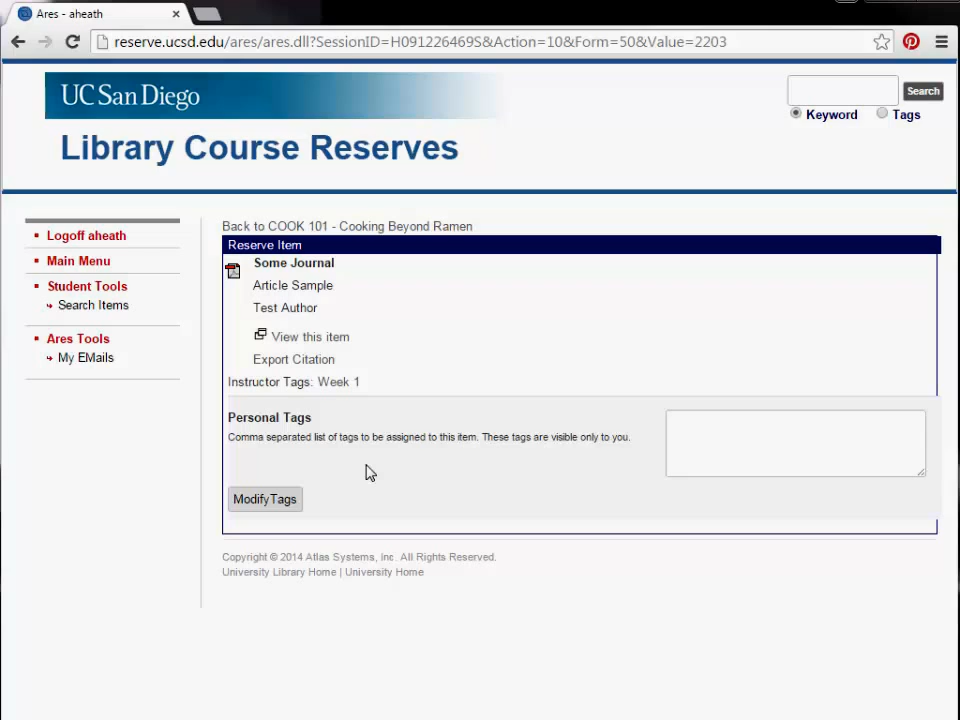 Ares - aheath
reserve.ucsd.edu/ares/ares.dll?SessionID=H091226469S&Action=10&Form=50&Value=2203
UC San Diego
Search
Keyword Tags
Library Course Reserves
Logoff aheath
Main Menu
Student Tools
Search Items
Ares Tools
My EMails
Back to COOK 101 - Cooking Beyond Ramen
Reserve Item
Some Journal
Article Sample
Test Author
View this item
Export Citation
Instructor Tags: Week 1
Personal Tags
Comma separated list of tags to be assigned to this item. These tags are visible only to you.
Modify Tags
Copyright © 2014 Atlas Systems, Inc. All Rights Reserved.
University Library Home | University Home